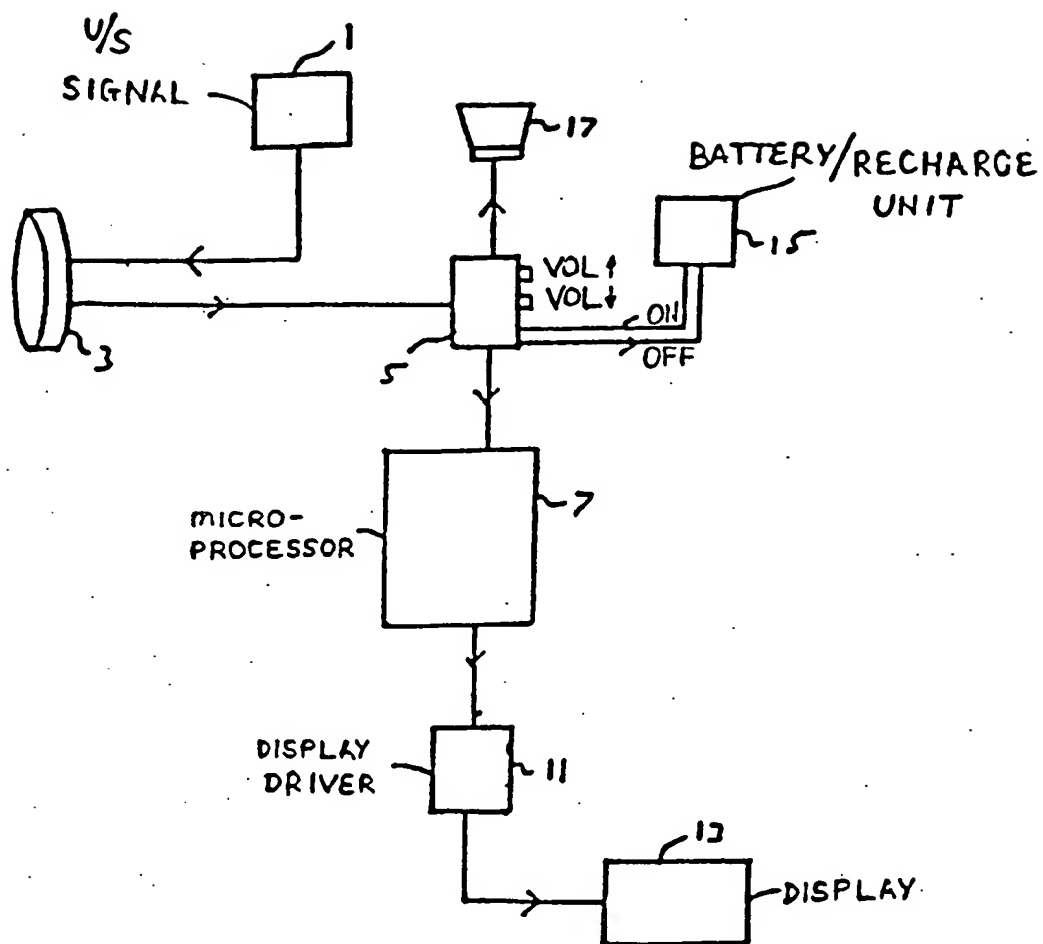 U/S
SIGNAL
1
17
BATTERY/RECHARGE
UNIT
15
VOL ↑
VOL ↓
ON
OFF
3
5
7
MICRO-
PROCESSOR
DISPLAY
DRIVER
11
13
DISPLAY